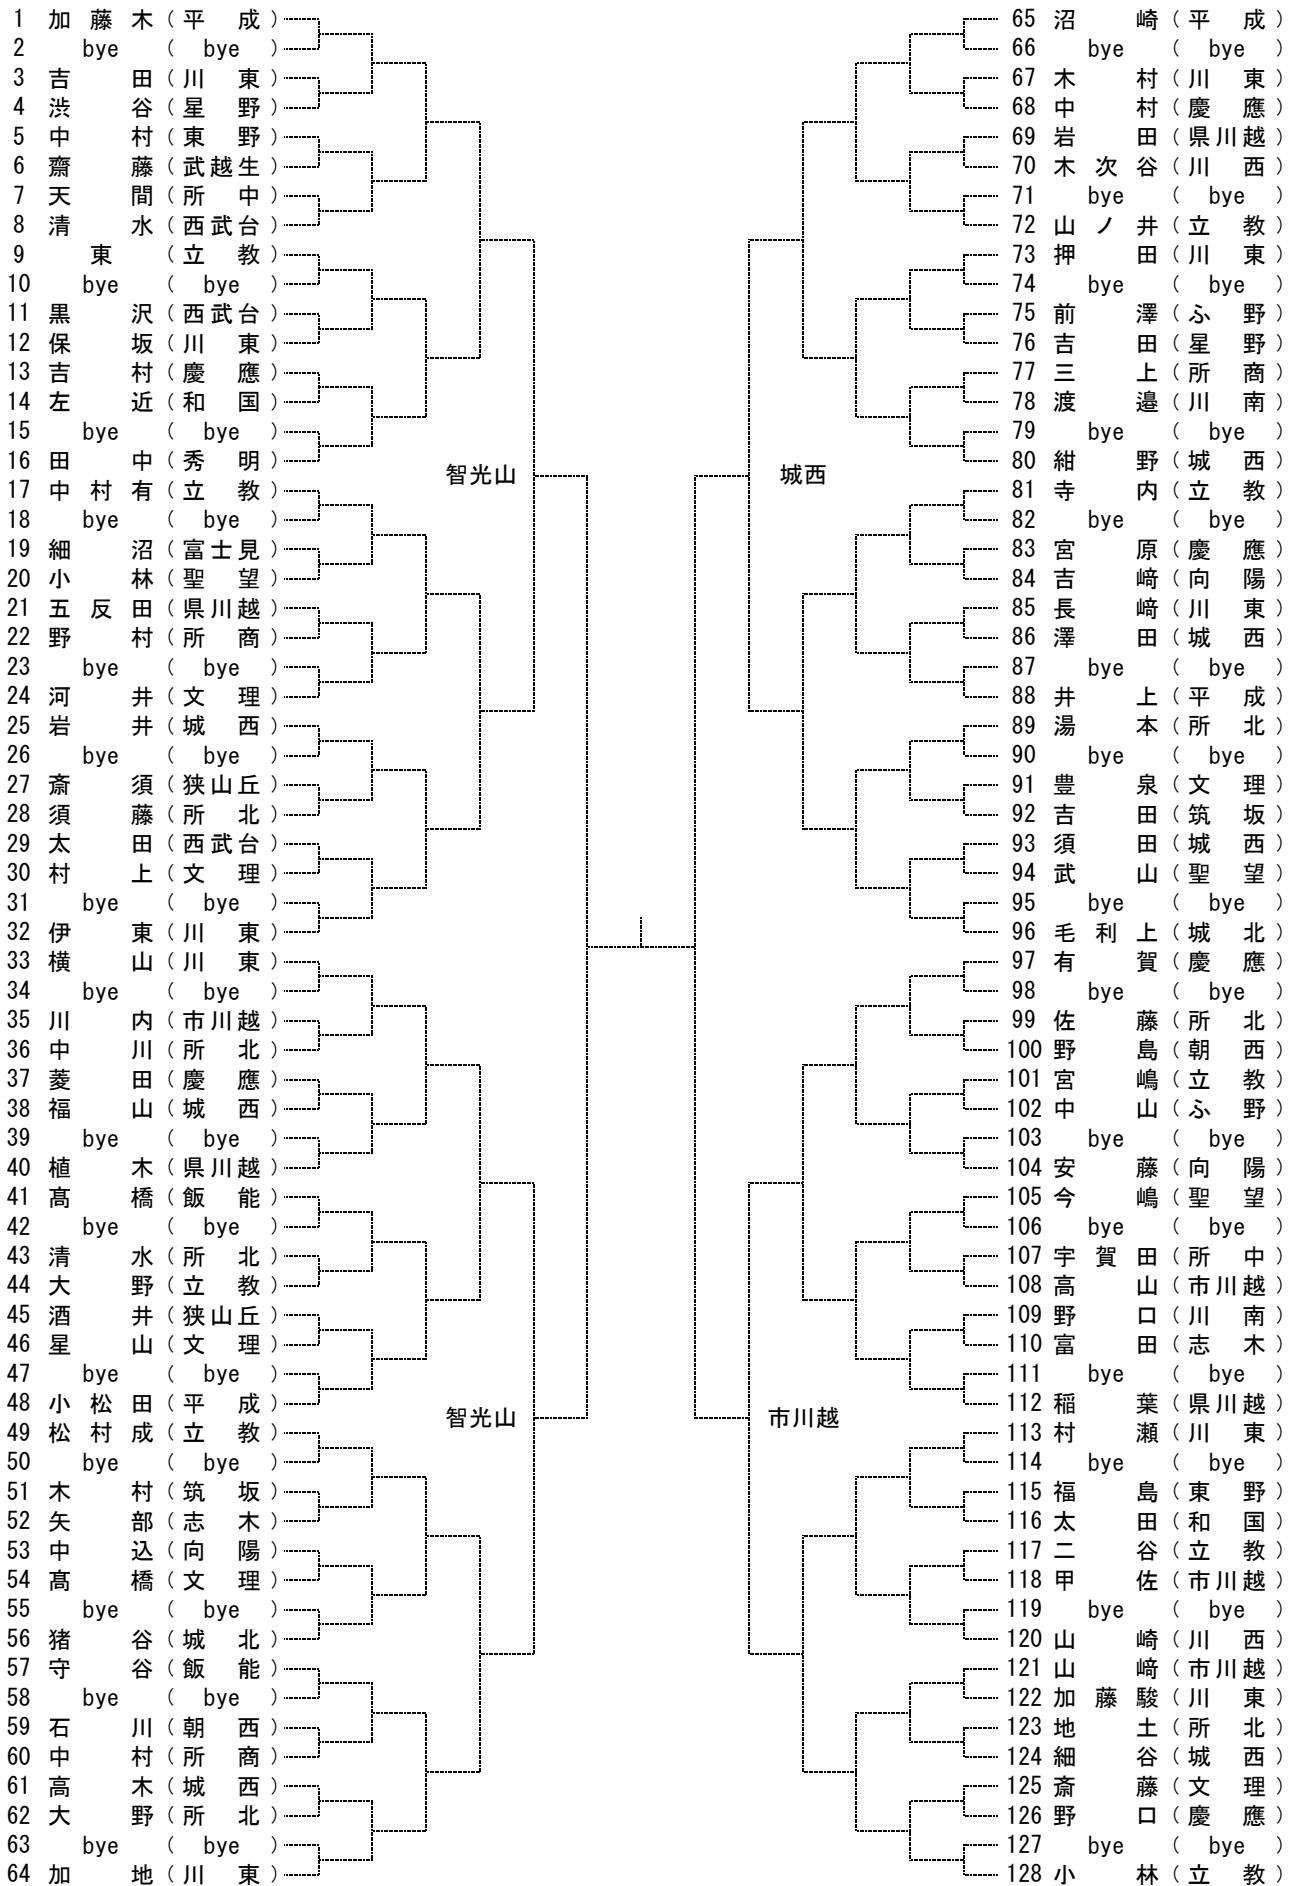 1 加藤木（平成）
2 bye（bye）
3 吉田（川東）
4 渋谷（星野）
5 中村（東野）
6 齋藤（武越生）
7 天間（所中）
8 清水（西武台）
9 東（立教）
10 bye（bye）
11 黒沢（西武台）
12 保坂（川東）
13 吉村（慶應）
14 左近（和国）
15 bye（bye）
16 田中（秀明）
17 中村有（立教）
18 bye（bye）
19 細沼（富士見）
20 小林（聖望）
21 五反田（県川越）
22 野村（所商）
23 bye（bye）
24 河井（文理）
25 岩井（城西）
26 bye（bye）
27 斎須（狭山丘）
28 須藤（所北）
29 太田（西武台）
30 村上（文理）
31 bye（bye）
32 伊東（川東）
智光山
33 横山（川東）
34 bye（bye）
35 川内（市川越）
36 中川（所北）
37 菱田（慶應）
38 福山（城西）
39 bye（bye）
40 植木（県川越）
41 髙橋（飯能）
42 bye（bye）
43 清水（所北）
44 大野（立教）
45 酒井（狭山丘）
46 星山（文理）
47 bye（bye）
48 小松田（平成）
49 松村成（立教）
50 bye（bye）
51 木村（筑坂）
52 矢部（志木）
53 中込（向陽）
54 髙橋（文理）
55 bye（bye）
56 猪谷（城北）
57 守谷（飯能）
58 bye（bye）
59 石川（朝西）
60 中村（所商）
61 高木（城西）
62 大野（所北）
63 bye（bye）
64 加地（川東）
智光山
65 沼崎（平成）
66 bye（bye）
67 木村（川東）
68 中村（慶應）
69 岩田（県川越）
70 木次谷（川西）
71 bye（bye）
72 山ノ井（立教）
73 押田（川東）
74 bye（bye）
75 前澤（ふ野）
76 吉田（星野）
77 三上（所商）
78 渡邉（川南）
79 bye（bye）
80 紺野（城西）
81 寺内（立教）
82 bye（bye）
83 宮原（慶應）
84 吉﨑（向陽）
85 長﨑（川東）
86 澤田（城西）
87 bye（bye）
88 井上（平成）
89 湯本（所北）
90 bye（bye）
91 豊泉（文理）
92 吉田（筑坂）
93 須田（城西）
94 武山（聖望）
95 bye（bye）
96 毛利上（城北）
城西
97 有賀（慶應）
98 bye（bye）
99 佐藤（所北）
100 野島（朝西）
101 宮嶋（立教）
102 中山（ふ野）
103 bye（bye）
104 安藤（向陽）
105 今嶋（聖望）
106 bye（bye）
107 宇賀田（所中）
108 高山（市川越）
109 野口（川南）
110 富田（志木）
111 bye（bye）
112 稲葉（県川越）
113 村瀬（川東）
114 bye（bye）
115 福島（東野）
116 太田（和国）
117 二谷（立教）
118 甲佐（市川越）
119 bye（bye）
120 山崎（川西）
121 山﨑（市川越）
122 加藤駿（川東）
123 地土（所北）
124 細谷（城西）
125 斎藤（文理）
126 野口（慶應）
127 bye（bye）
128 小林（立教）
市川越